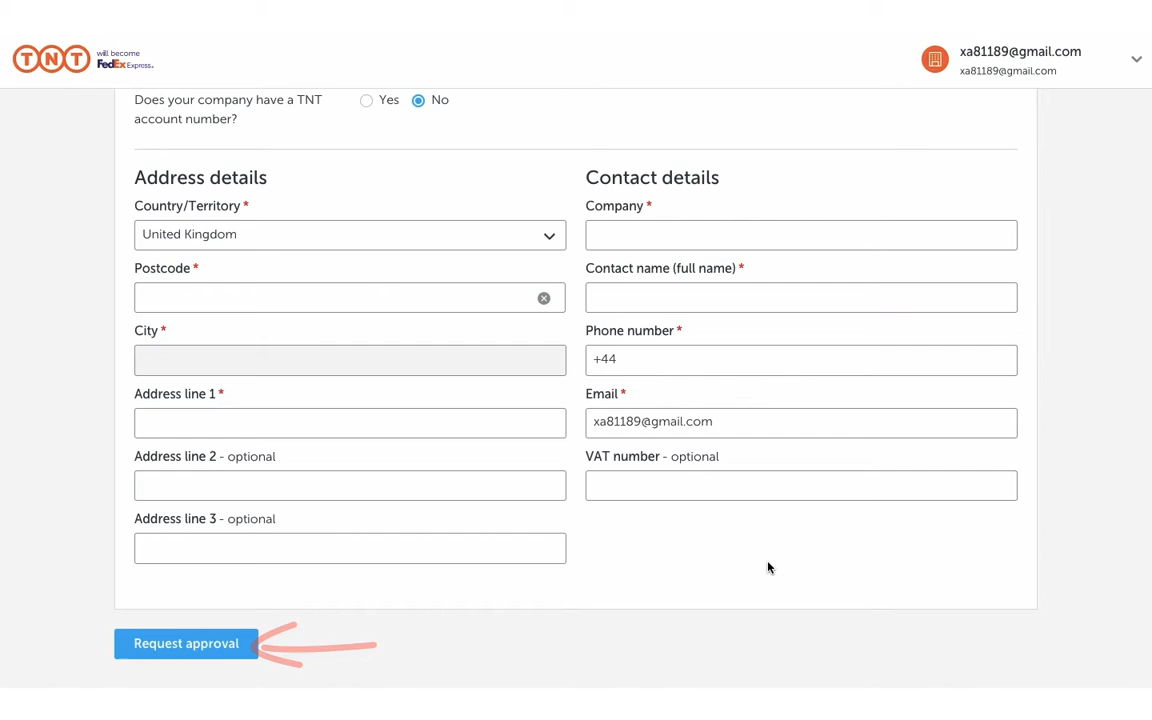 TNT will become
FedEx Express.
xa81189@gmail.com
xa81189@gmail.com
Does your company have a TNT
account number?
Yes
No
Address details
Country/Territory *
United Kingdom
Postcode *
City *
Address line 1 *
Address line 2 - optional
Address line 3 - optional
Contact details
Company *
Contact name (full name) *
Phone number *
+44
Email *
xa81189@gmail.com
VAT number - optional
Request approval